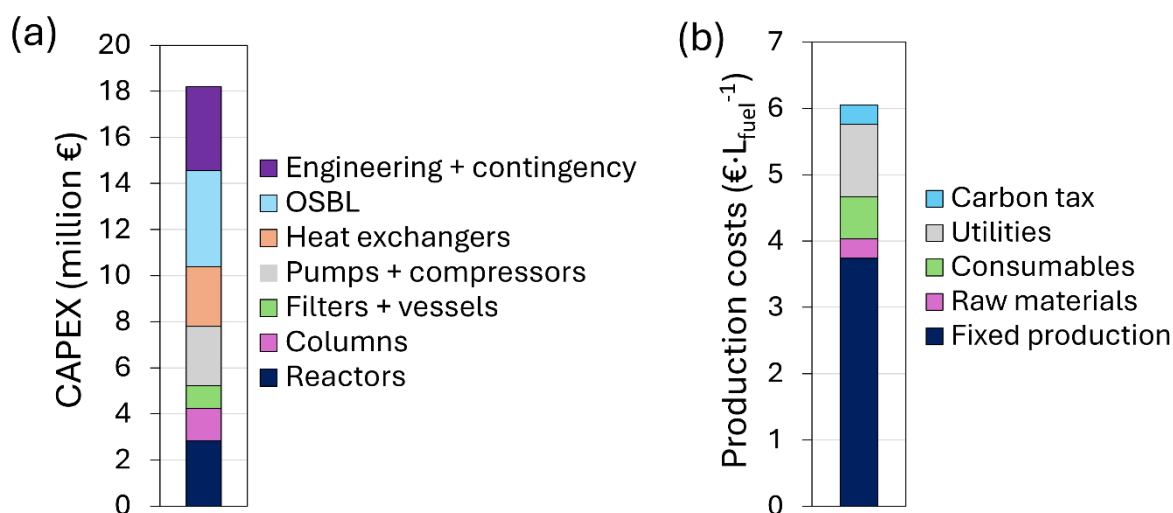 (a)
CAPEX (million €)
20
18
16
14
12
10
8
6
4
2
0
Engineering + contingency
OSBL
Heat exchangers
Pumps + compressors
Filters + vessels
Columns
Reactors
(b)
Production costs (€·L_fuel^-1)
7
6
5
4
3
2
1
0
Carbon tax
Utilities
Consumables
Raw materials
Fixed production